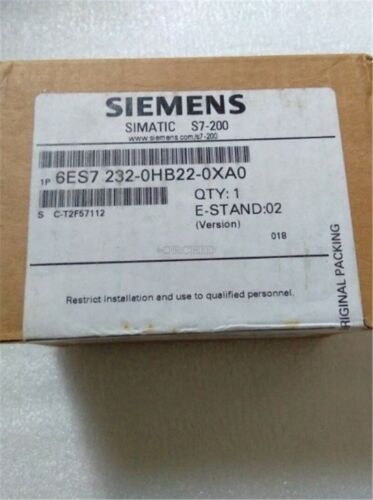 SIEMENS
SIMATIC S7-200
www.siemens.com/s7-200
1P 6ES7 232-0HB22-0XA0
QTY: 1
S C-T2F57112
E-STAND:02
(Version)
018
Restrict installation and use to qualified personnel.
RIGINAL PACKING